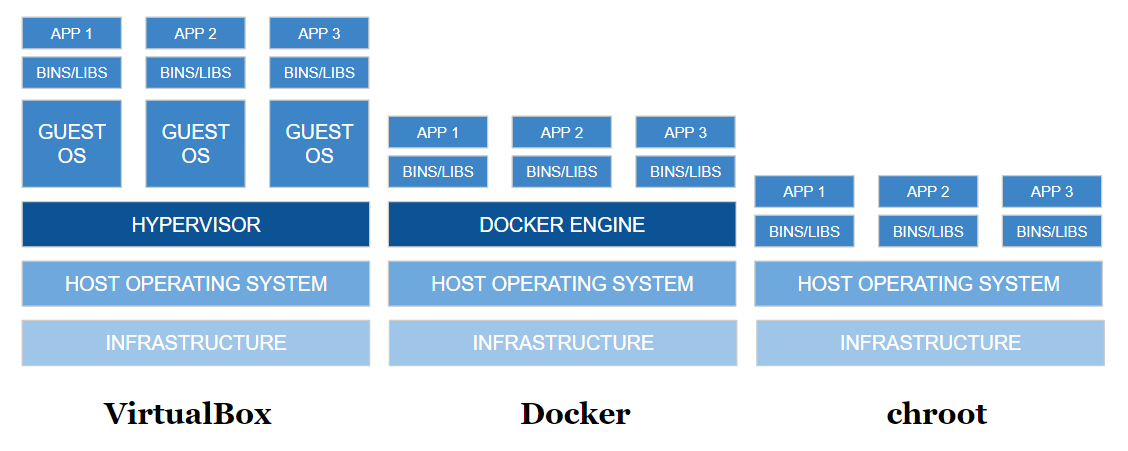 APP 1
APP 2
APP 3
BINS/LIBS
BINS/LIBS
BINS/LIBS
GUEST
OS
GUEST
OS
GUEST
OS
HYPERVISOR
HOST OPERATING SYSTEM
INFRASTRUCTURE
VirtualBox
APP 1
APP 2
APP 3
BINS/LIBS
BINS/LIBS
BINS/LIBS
DOCKER ENGINE
HOST OPERATING SYSTEM
INFRASTRUCTURE
Docker
APP 1
APP 2
APP 3
BINS/LIBS
BINS/LIBS
BINS/LIBS
HOST OPERATING SYSTEM
INFRASTRUCTURE
chroot